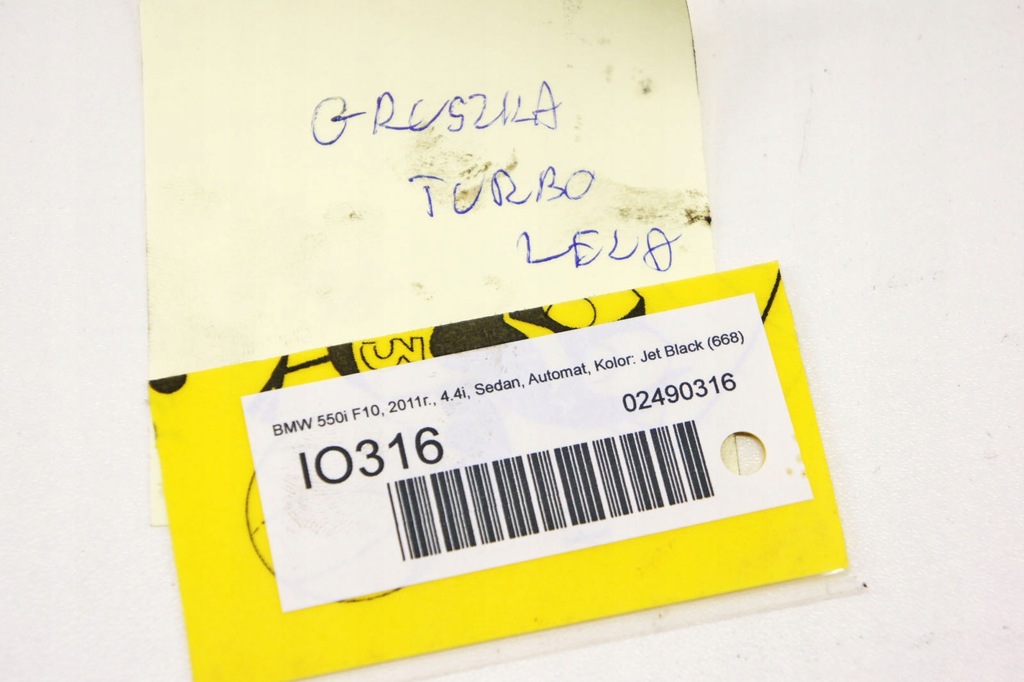 GRUSZKA
TURBO
LEWA
BMW 550i F10, 2011r., 4.4i, Sedan, Automat, Kolor: Jet Black (668)
02490316
IO316